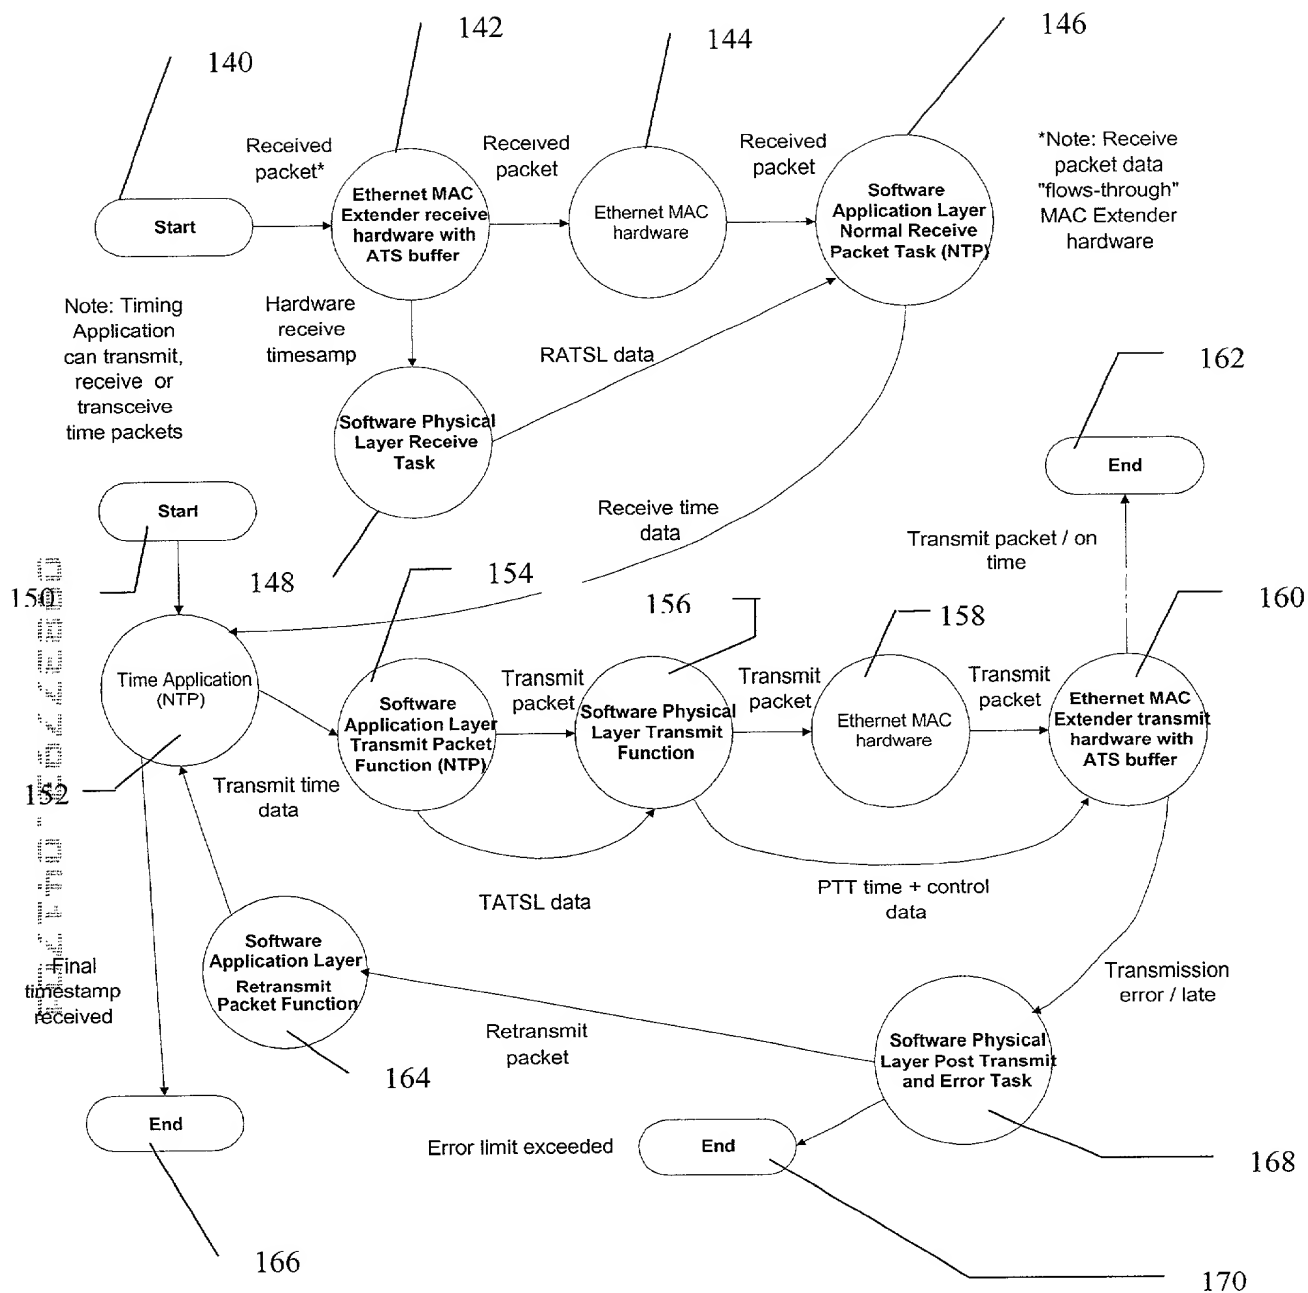 140
142
144
146
Received
packet*
Received
packet
Received
packet
*Note: Receive
packet data
"flows-through"
MAC Extender
hardware
Start
Ethernet MAC
Extender receive
hardware with
ATS buffer
Ethernet MAC
hardware
Software
Application Layer
Normal Receive
Packet Task (NTP)
Note: Timing
Application
can transmit,
receive or
transceive
time packets
Hardware
receive
timesamp
RATSL data
162
Software Physical
Layer Receive
Task
End
Start
Receive time
data
Transmit packet / on
time
150
148
154
156
158
160
Time Application
(NTP)
Transmit
packet
Transmit
packet
Transmit
packet
Software
Application Layer
Transmit Packet
Function (NTP)
Software Physical
Layer Transmit
Function
Ethernet MAC
hardware
Ethernet MAC
Extender transmit
hardware with
ATS buffer
152
Transmit time
data
TATSL data
PTT time + control
data
Software
Application Layer
Retransmit
Packet Function
Final
timestamp
received
Transmission
error / late
Retransmit
packet
Software Physical
Layer Post Transmit
and Error Task
164
End
Error limit exceeded
End
168
166
170